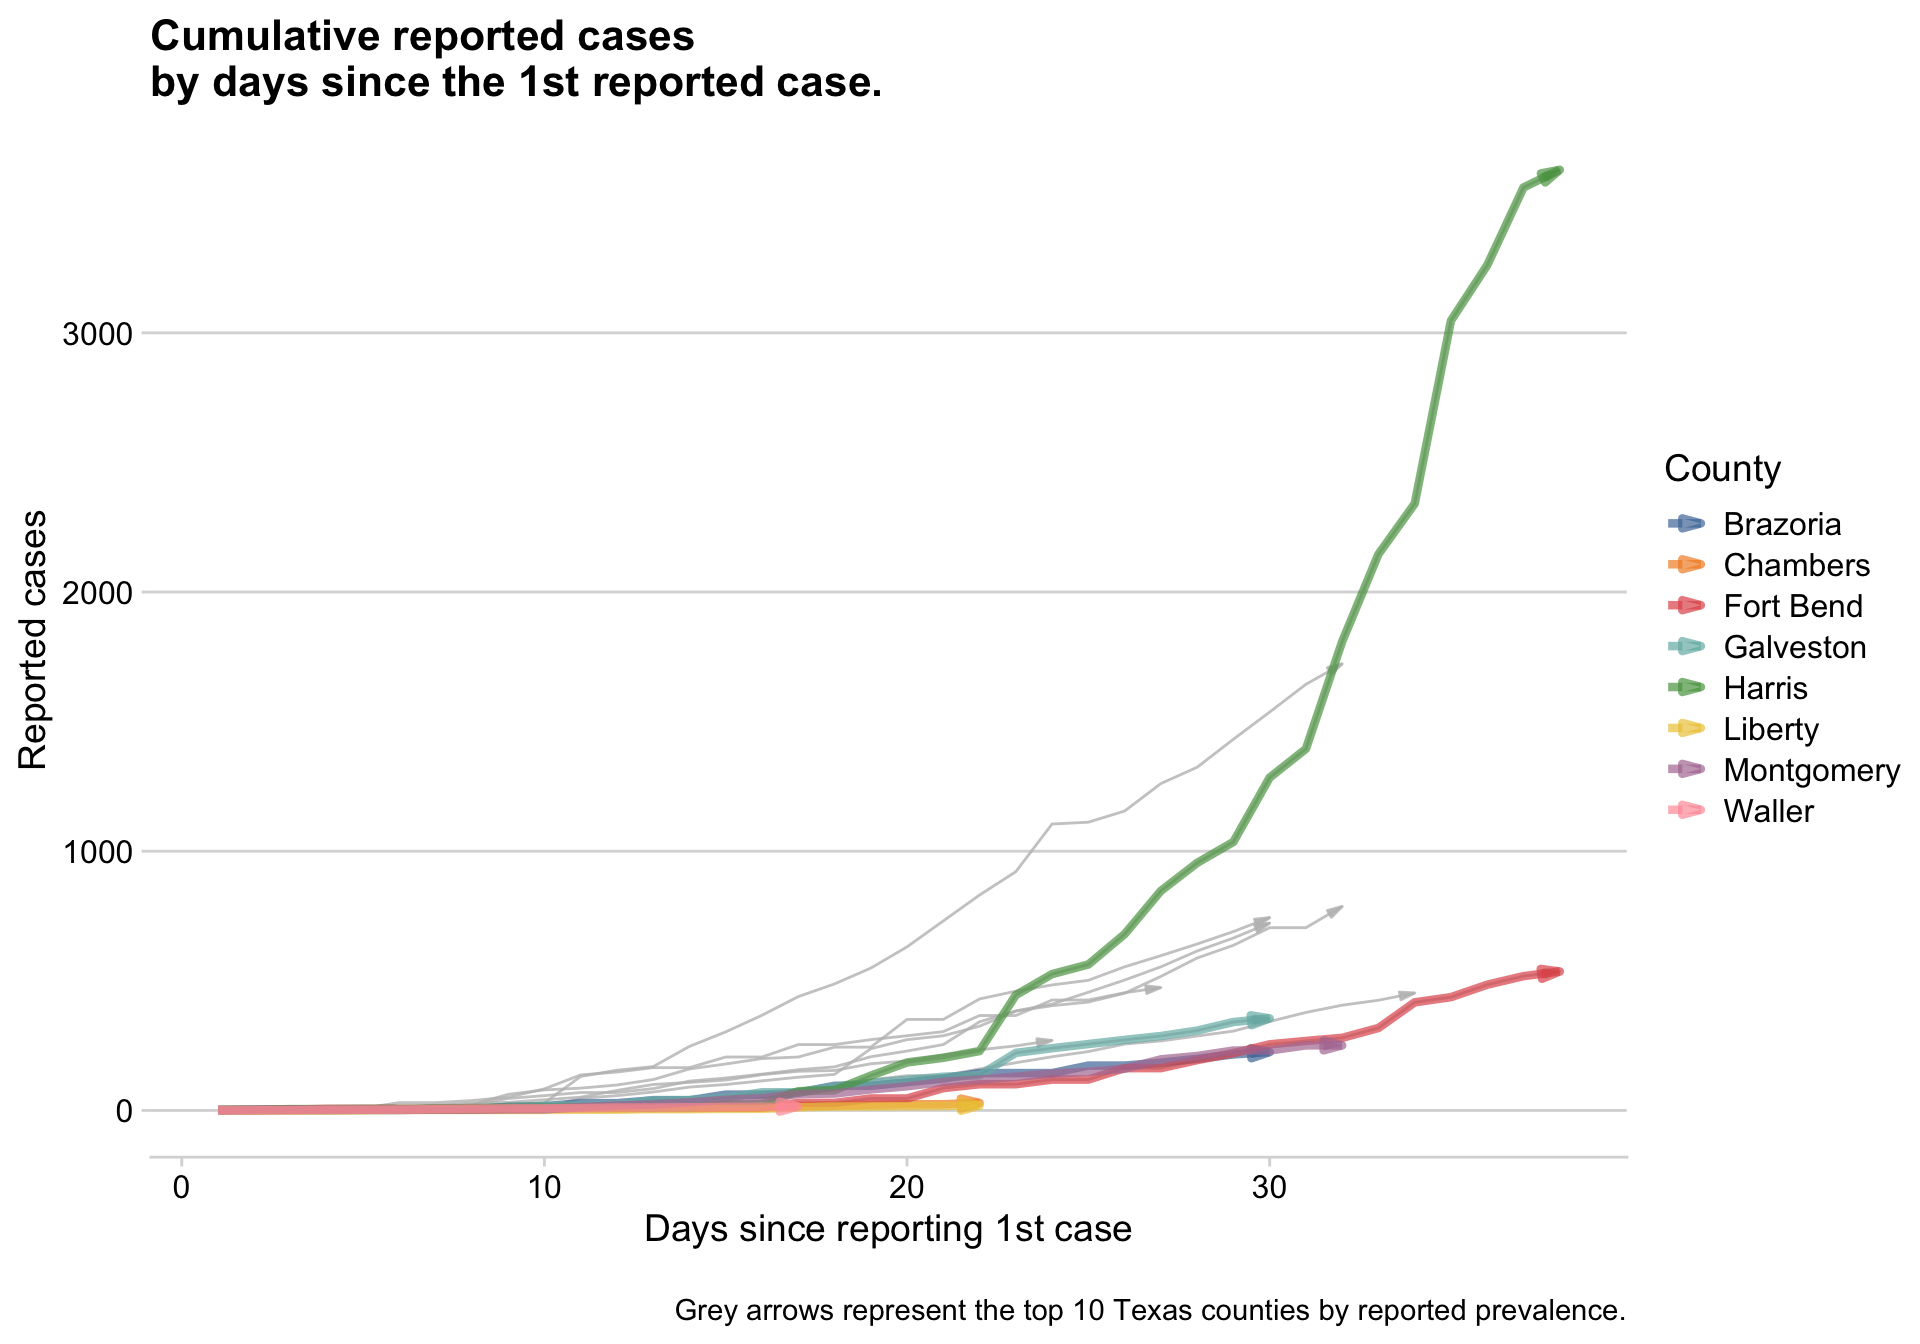 Cumulative reported cases
by days since the 1st reported case.
Reported cases
3000
2000
1000
0
0
10
20
30
Days since reporting 1st case
County
Brazoria
Chambers
Fort Bend
Galveston
Harris
Liberty
Montgomery
Waller
Grey arrows represent the top 10 Texas counties by reported prevalence.